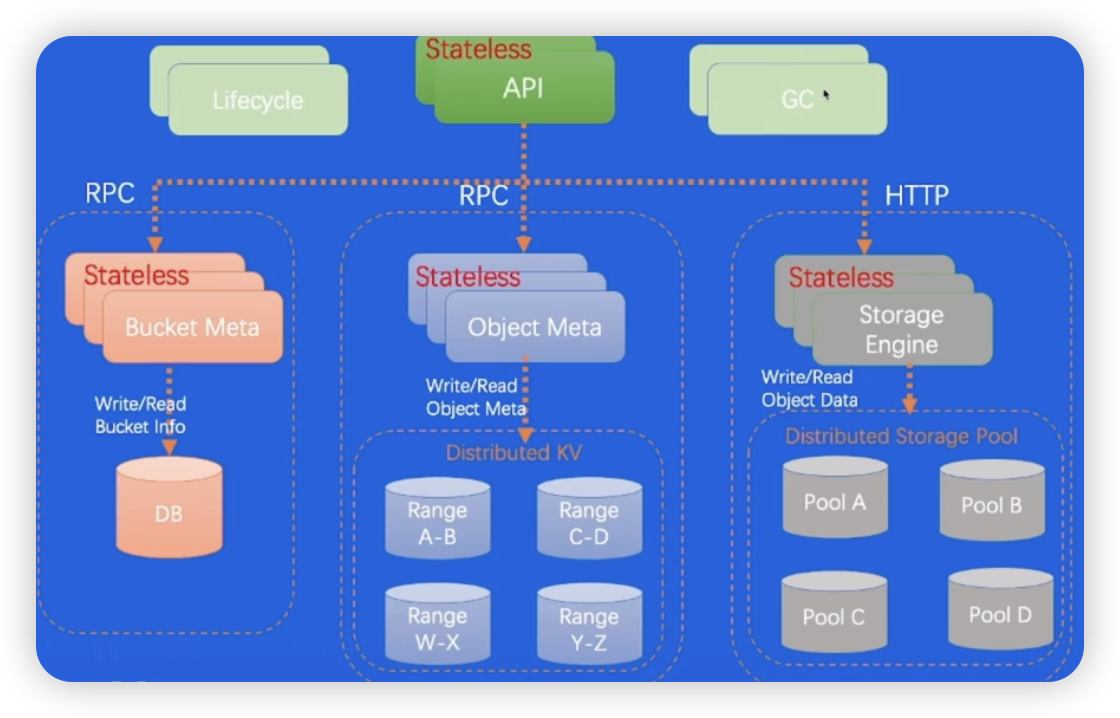 Stateless
Lifecycle
API
GC
RPC
RPC
HTTP
Stateless
Bucket Meta
Stateless
Object Meta
Stateless
Storage
Engine
Write/Read
Bucket Info
Write/Read
Object Meta
Write/Read
Object Data
DB
Distributed KV
Range
A-B
Range
C-D
Range
W-X
Range
Y-Z
Distributed Storage Pool
Pool A
Pool B
Pool C
Pool D